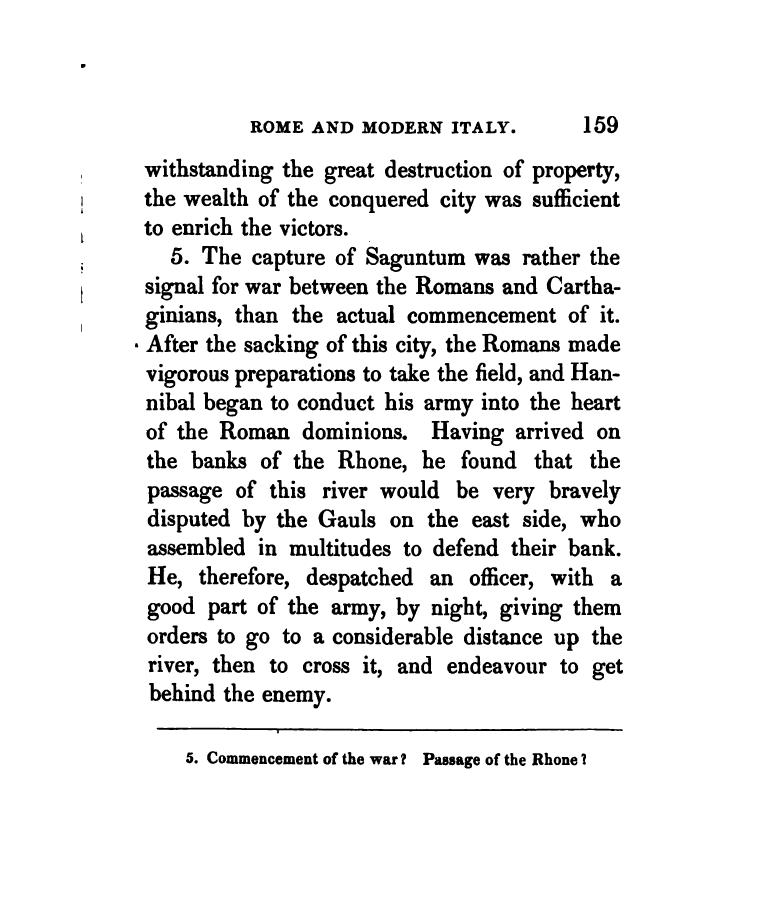 ROME AND MODERN ITALY. 159
withstanding the great destruction of property,
the wealth of the conquered city was sufficient
to enrich the victors.
5. The capture of Saguntum was rather the
signal for war between the Romans and Cartha-
ginians, than the actual commencement of it.
After the sacking of this city, the Romans made
vigorous preparations to take the field, and Han-
nibal began to conduct his army into the heart
of the Roman dominions. Having arrived on
the banks of the Rhone, he found that the
passage of this river would be very bravely
disputed by the Gauls on the east side, who
assembled in multitudes to defend their bank.
He, therefore, despatched an officer, with a
good part of the army, by night, giving them
orders to go to a considerable distance up the
river, then to cross it, and endeavour to get
behind the enemy.
5. Commencement of the war? Passage of the Rhone?